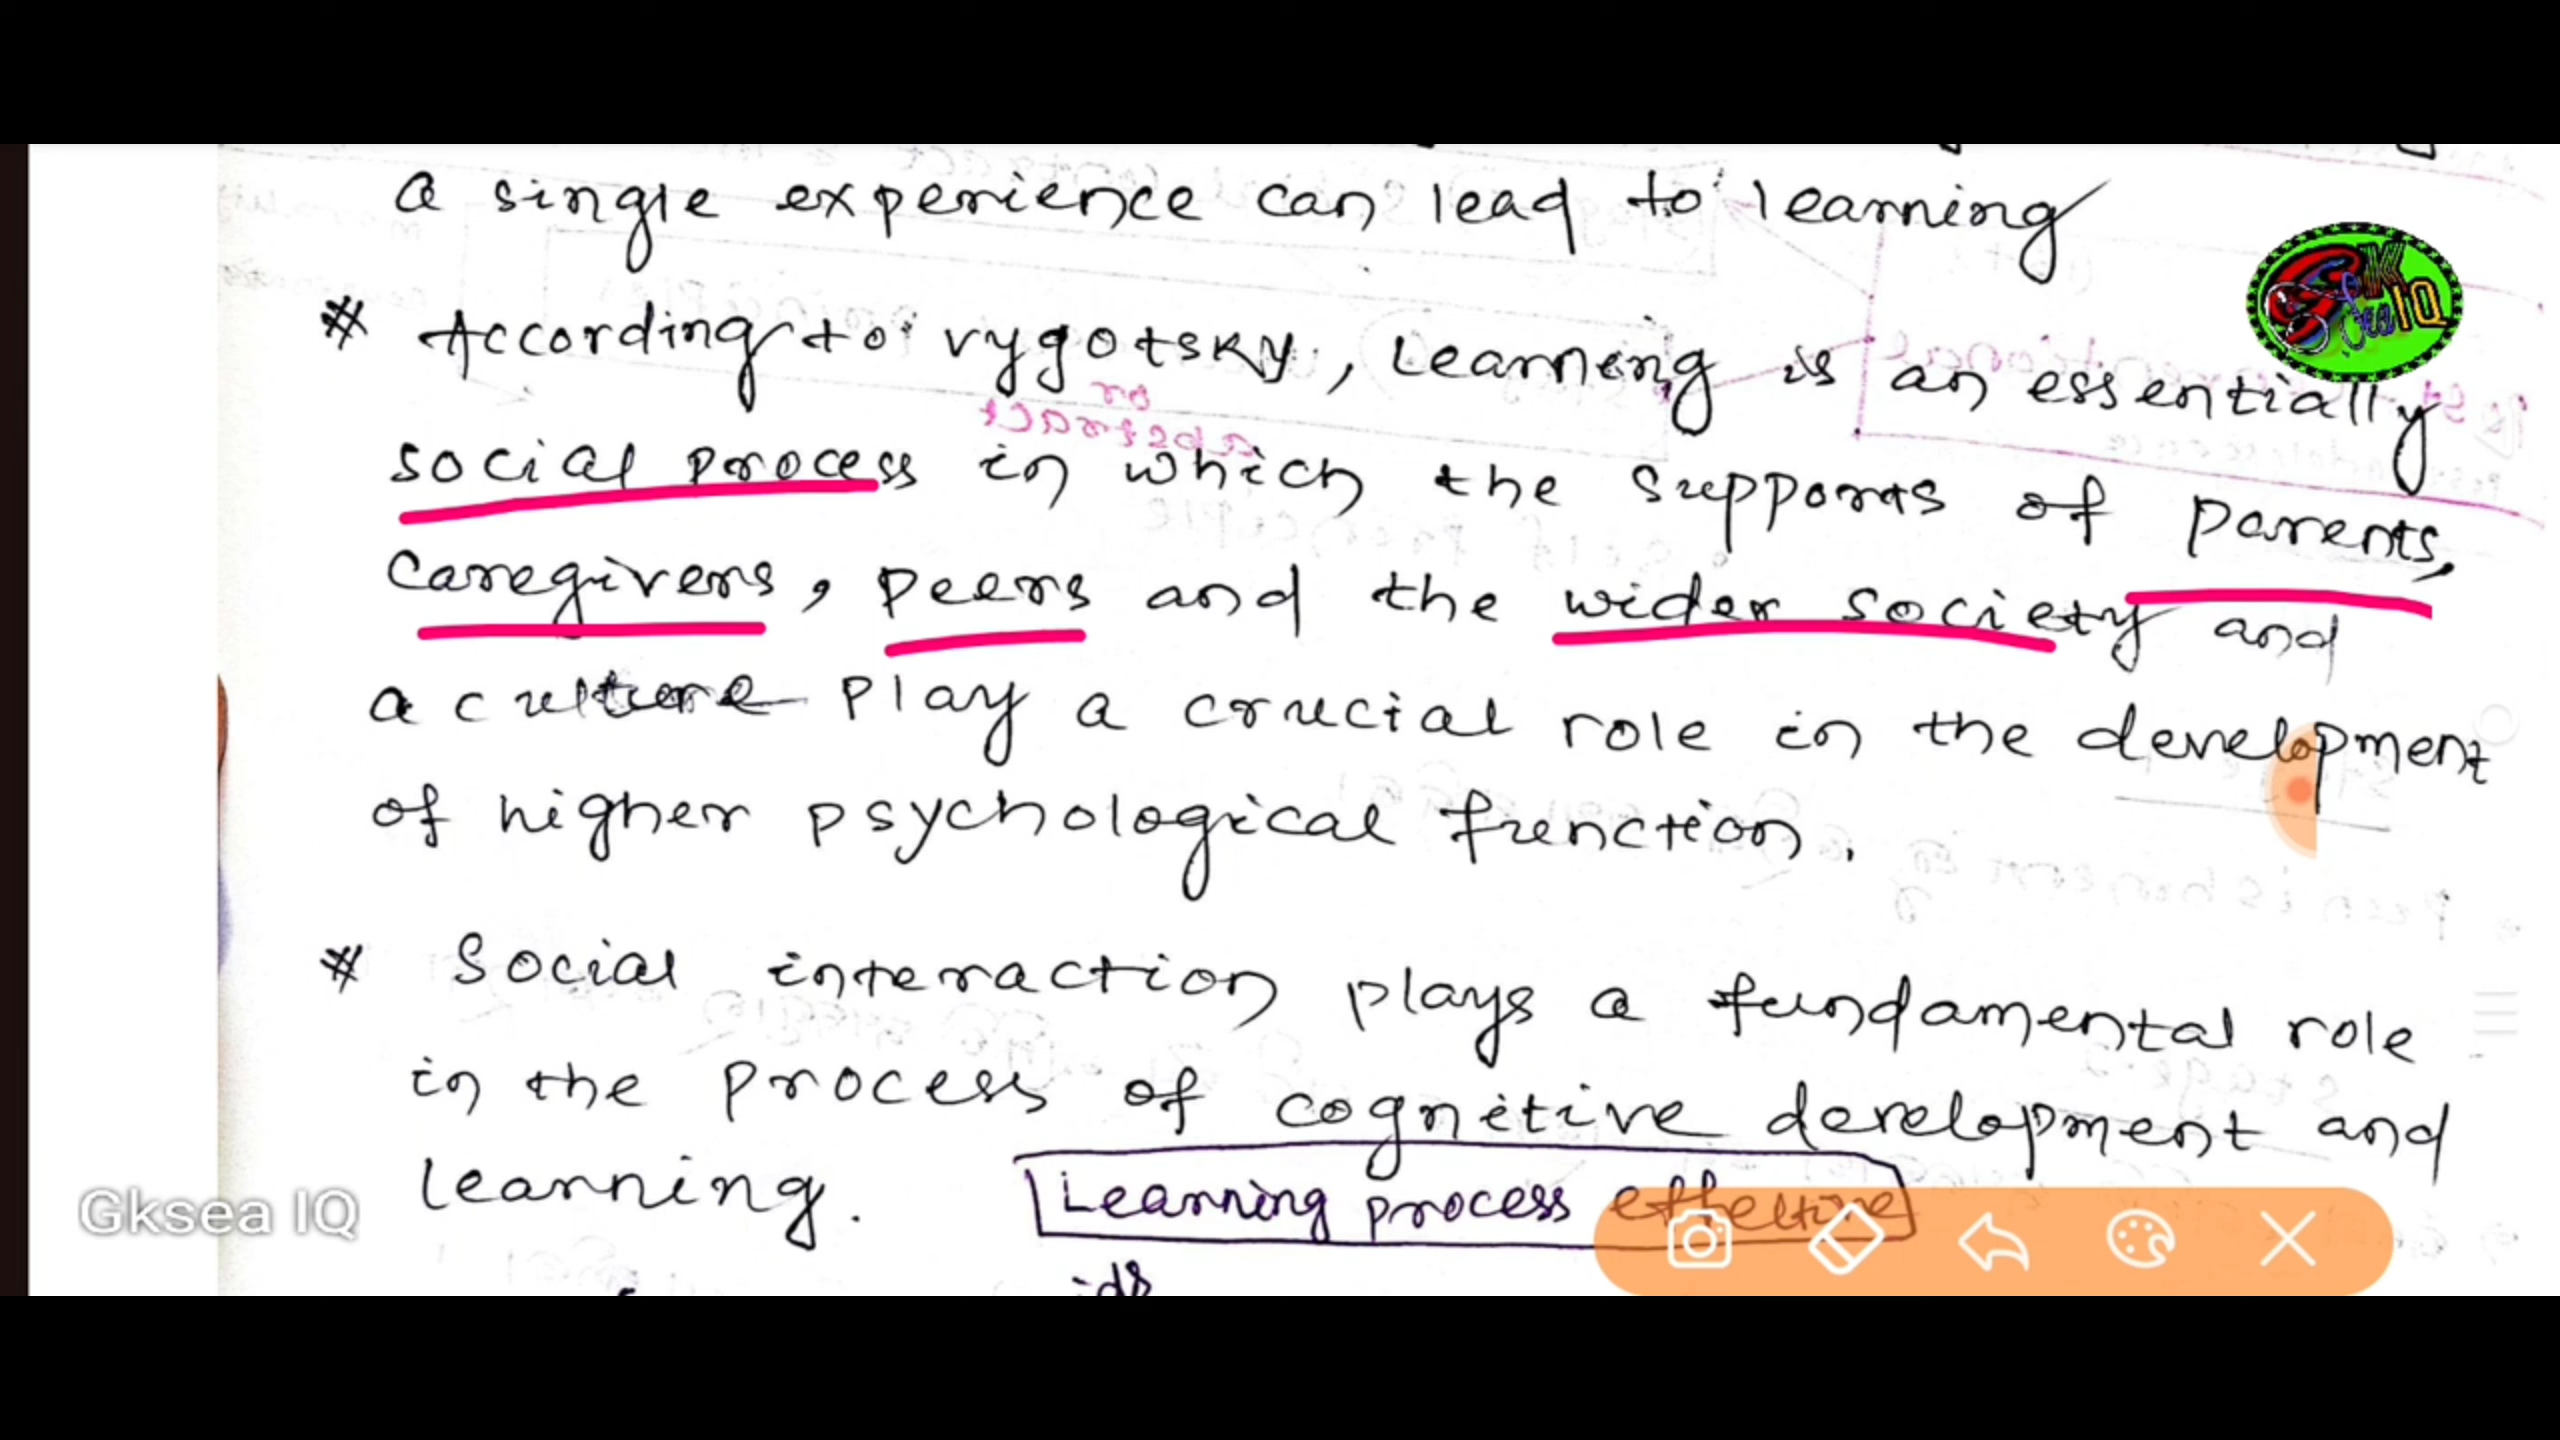 a single experience can lead to learning
* According to vygotsky, Learning is an essentially
social process in which the supports of parents,
caregivers, peers and the wider society and
a culture play a crucial role in the development
of higher psychological function.
* Social interaction plays a fundamental role
in the process of cognitive development and
learning.
Learning process effective
Gksea IQ